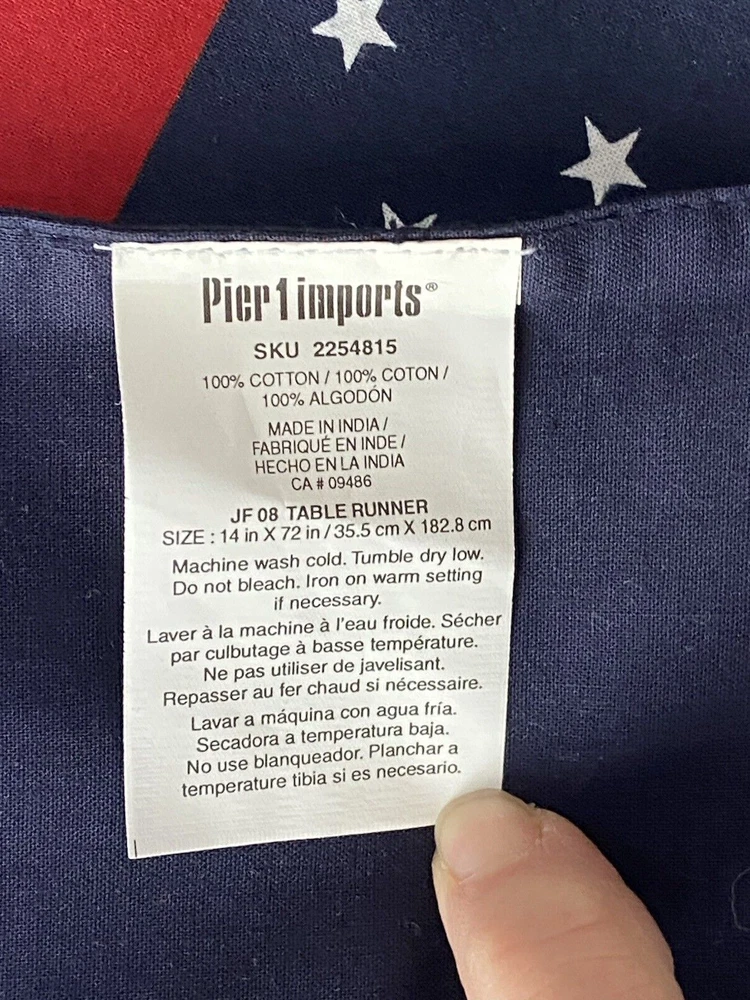 Pier 1 imports®
SKU 2254815
100% COTTON / 100% COTON /
100% ALGODÓN
MADE IN INDIA /
FABRIQUÉ EN INDE /
HECHO EN LA INDIA
CA # 09486
JF 08 TABLE RUNNER
SIZE : 14 in X 72 in / 35.5 cm X 182.8 cm
Machine wash cold. Tumble dry low.
Do not bleach. Iron on warm setting
if necessary.
Laver à la machine à l'eau froide. Sécher
par culbutage à basse température.
Ne pas utiliser de javelisant.
Repasser au fer chaud si nécessaire.
Lavar a máquina con agua fría.
Secadora a temperatura baja.
No use blanqueador. Planchar a
temperature tibia si es necesario.